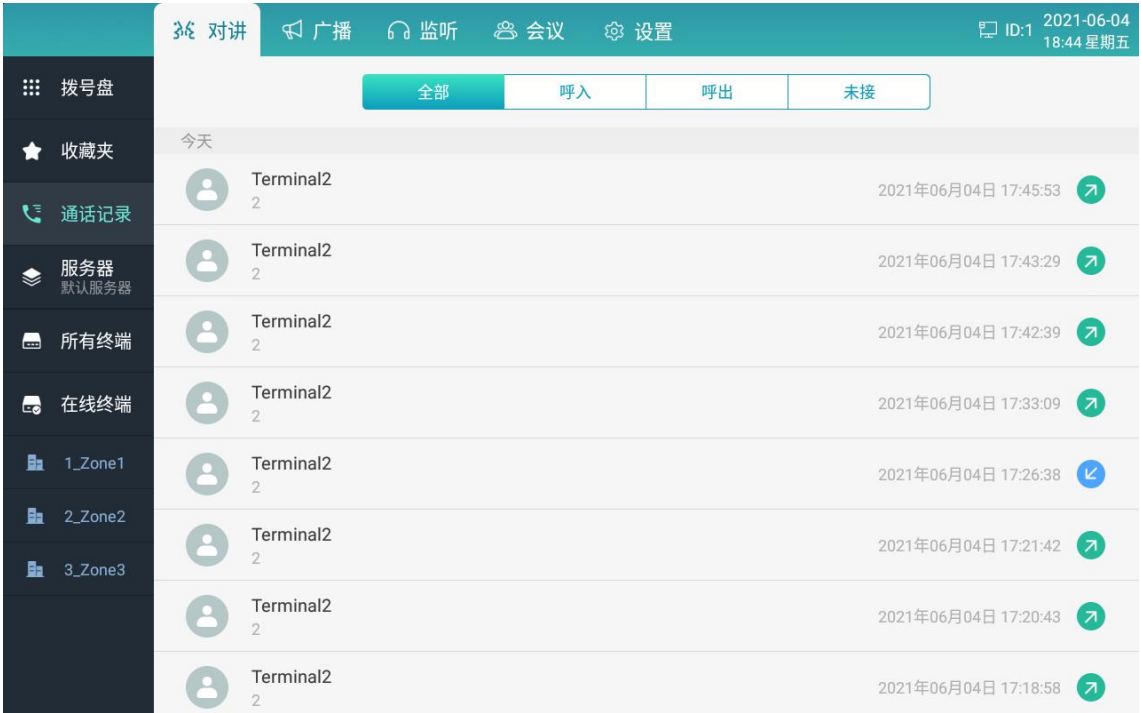 对讲
广播
监听
会议
设置
ID:1
2021-06-04
18:44 星期五
拨号盘
收藏夹
通话记录
服务器
默认服务器
所有终端
在线终端
1_Zone1
2_Zone2
3_Zone3
全部
呼入
呼出
未接
今天
Terminal2
2
2021年06月04日 17:45:53
Terminal2
2
2021年06月04日 17:43:29
Terminal2
2
2021年06月04日 17:42:39
Terminal2
2
2021年06月04日 17:33:09
Terminal2
2
2021年06月04日 17:26:38
Terminal2
2
2021年06月04日 17:21:42
Terminal2
2
2021年06月04日 17:20:43
Terminal2
2
2021年06月04日 17:18:58